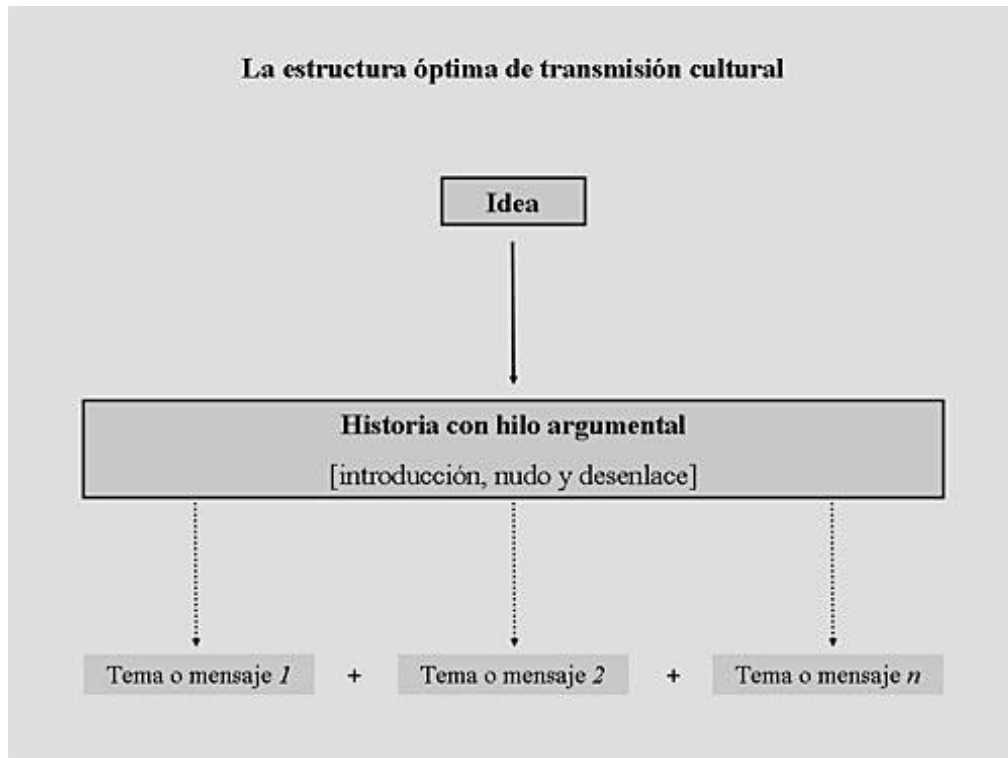 La estructura óptima de transmisión cultural
Idea
Historia con hilo argumental
[introducción, nudo y desenlace]
Tema o mensaje 1 + Tema o mensaje 2 + Tema o mensaje n